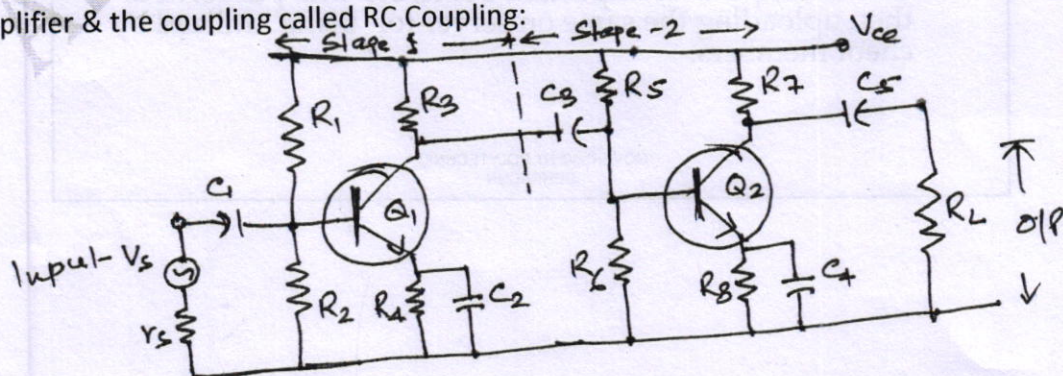 plifier & the coupling called RC Coupling:
Stage 1 Stage -2 Vcc
R1 R3 C3 R5 R7 C5
C1 Q1 Q2 RL O/P
Input Vs R2 R4 C2 R6 R8 C4
rs